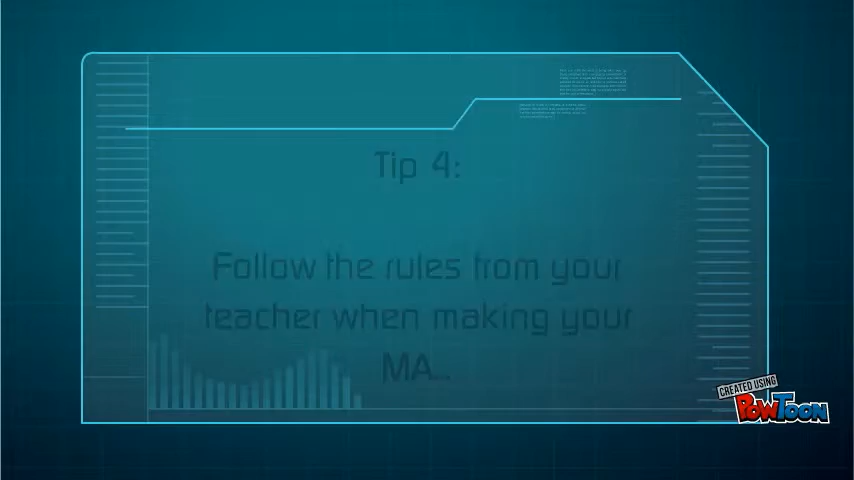 Tip 4:
Follow the rules from your
teacher when making your
MA...
CREATED USING
POWTOON